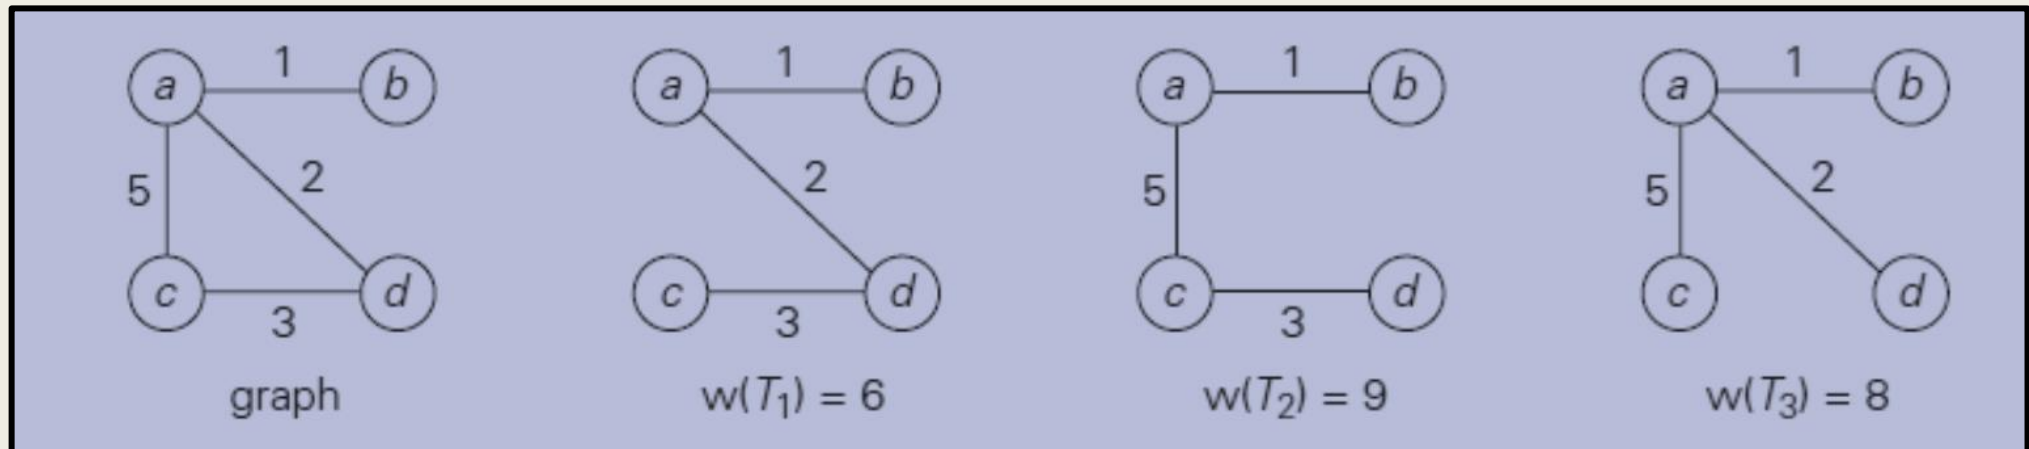 a 1 b a 1 b a 1 b a 1 b
5 2 2 5 5 2
c 3 d c 3 d c 3 d c d
graph w(T1) = 6 w(T2) = 9 w(T3) = 8